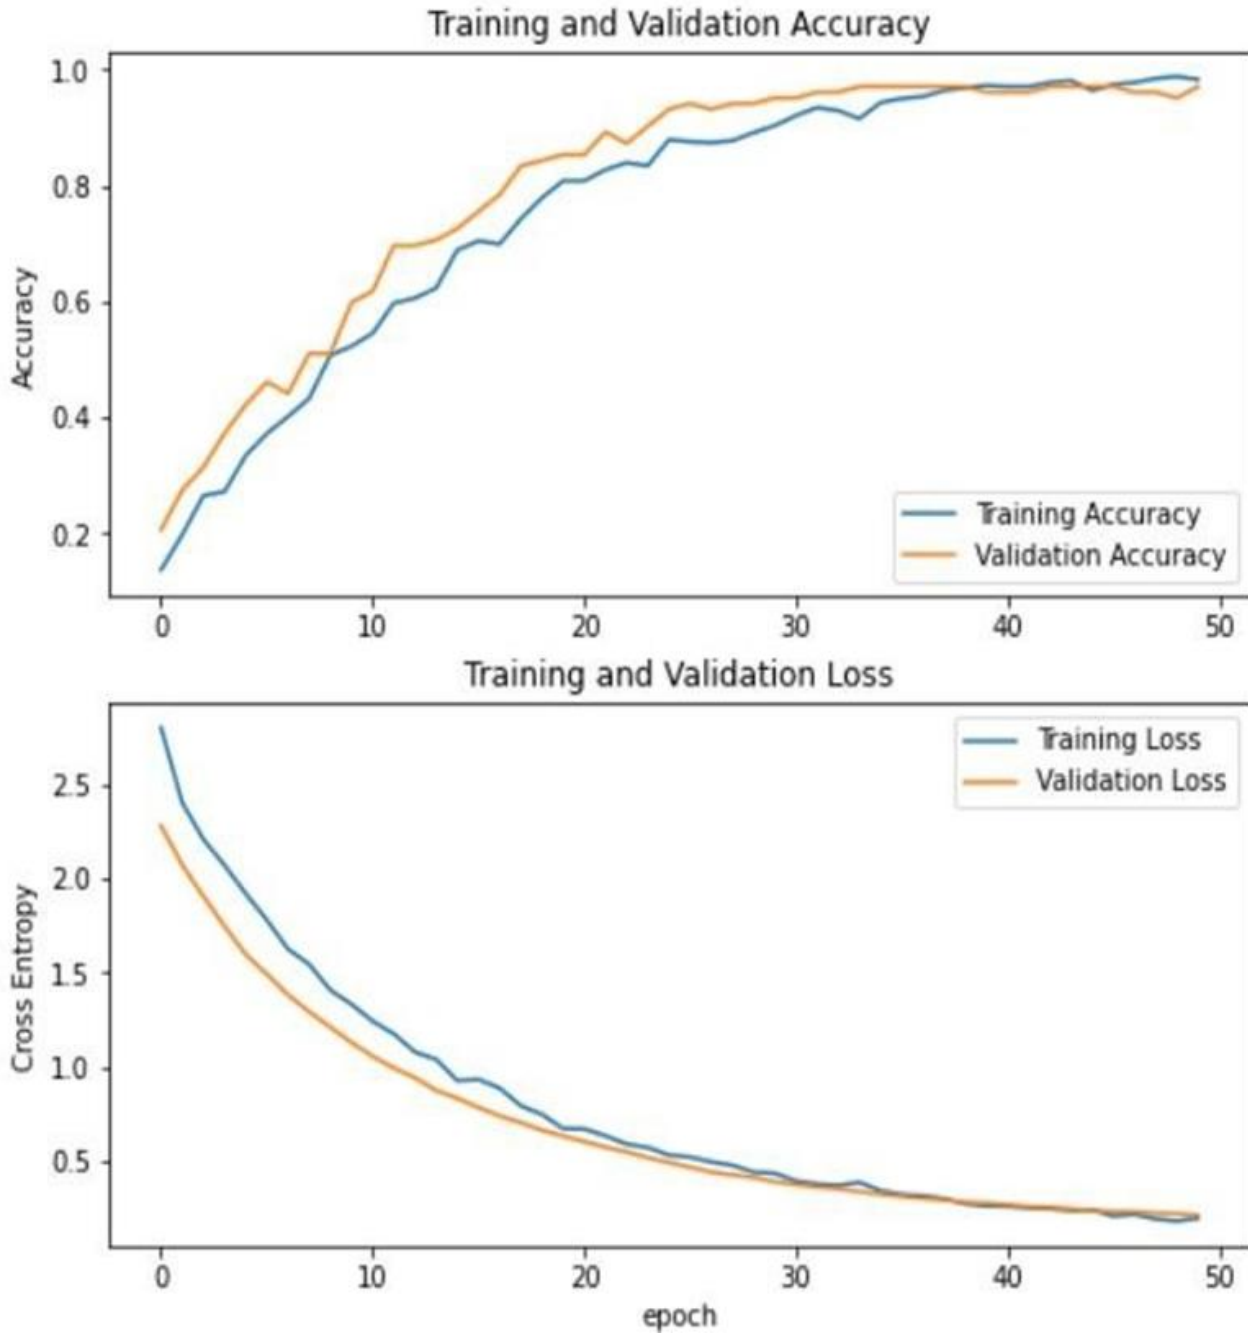 Training and Validation Accuracy
1.0
0.8
0.6
0.4
0.2
Accuracy
Training Accuracy
Validation Accuracy
0 10 20 30 40 50
Training and Validation Loss
2.5
2.0
1.5
1.0
0.5
Cross Entropy
Training Loss
Validation Loss
0 10 20 30 40 50
epoch